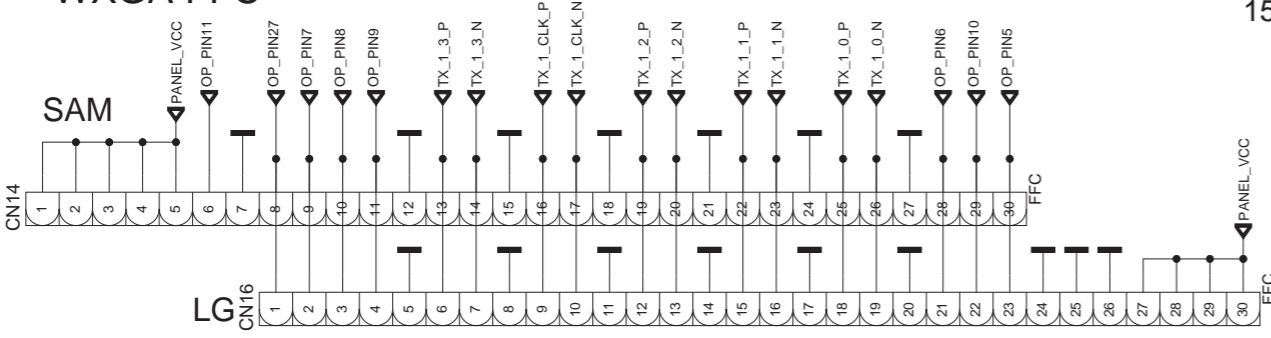 15
PANEL_VCC
OP_PIN11
OP_PIN27
OP_PIN7
OP_PIN8
OP_PIN9
TX_1_3_P
TX_1_3_N
TX_1_CLK_P
TX_1_CLK_N
TX_1_2_P
TX_1_2_N
TX_1_1_P
TX_1_1_N
TX_1_0_P
TX_1_0_N
OP_PIN6
OP_PIN10
OP_PIN5
SAM
PANEL_VCC
CN14
1 2 3 4 5 6 7 8 9 10 11 12 13 14 15 16 17 18 19 20 21 22 23 24 25 26 27 28 29 30
FFC
LG
CN16
1 2 3 4 5 6 7 8 9 10 11 12 13 14 15 16 17 18 19 20 21 22 23 24 25 26 27 28 29 30
FFC